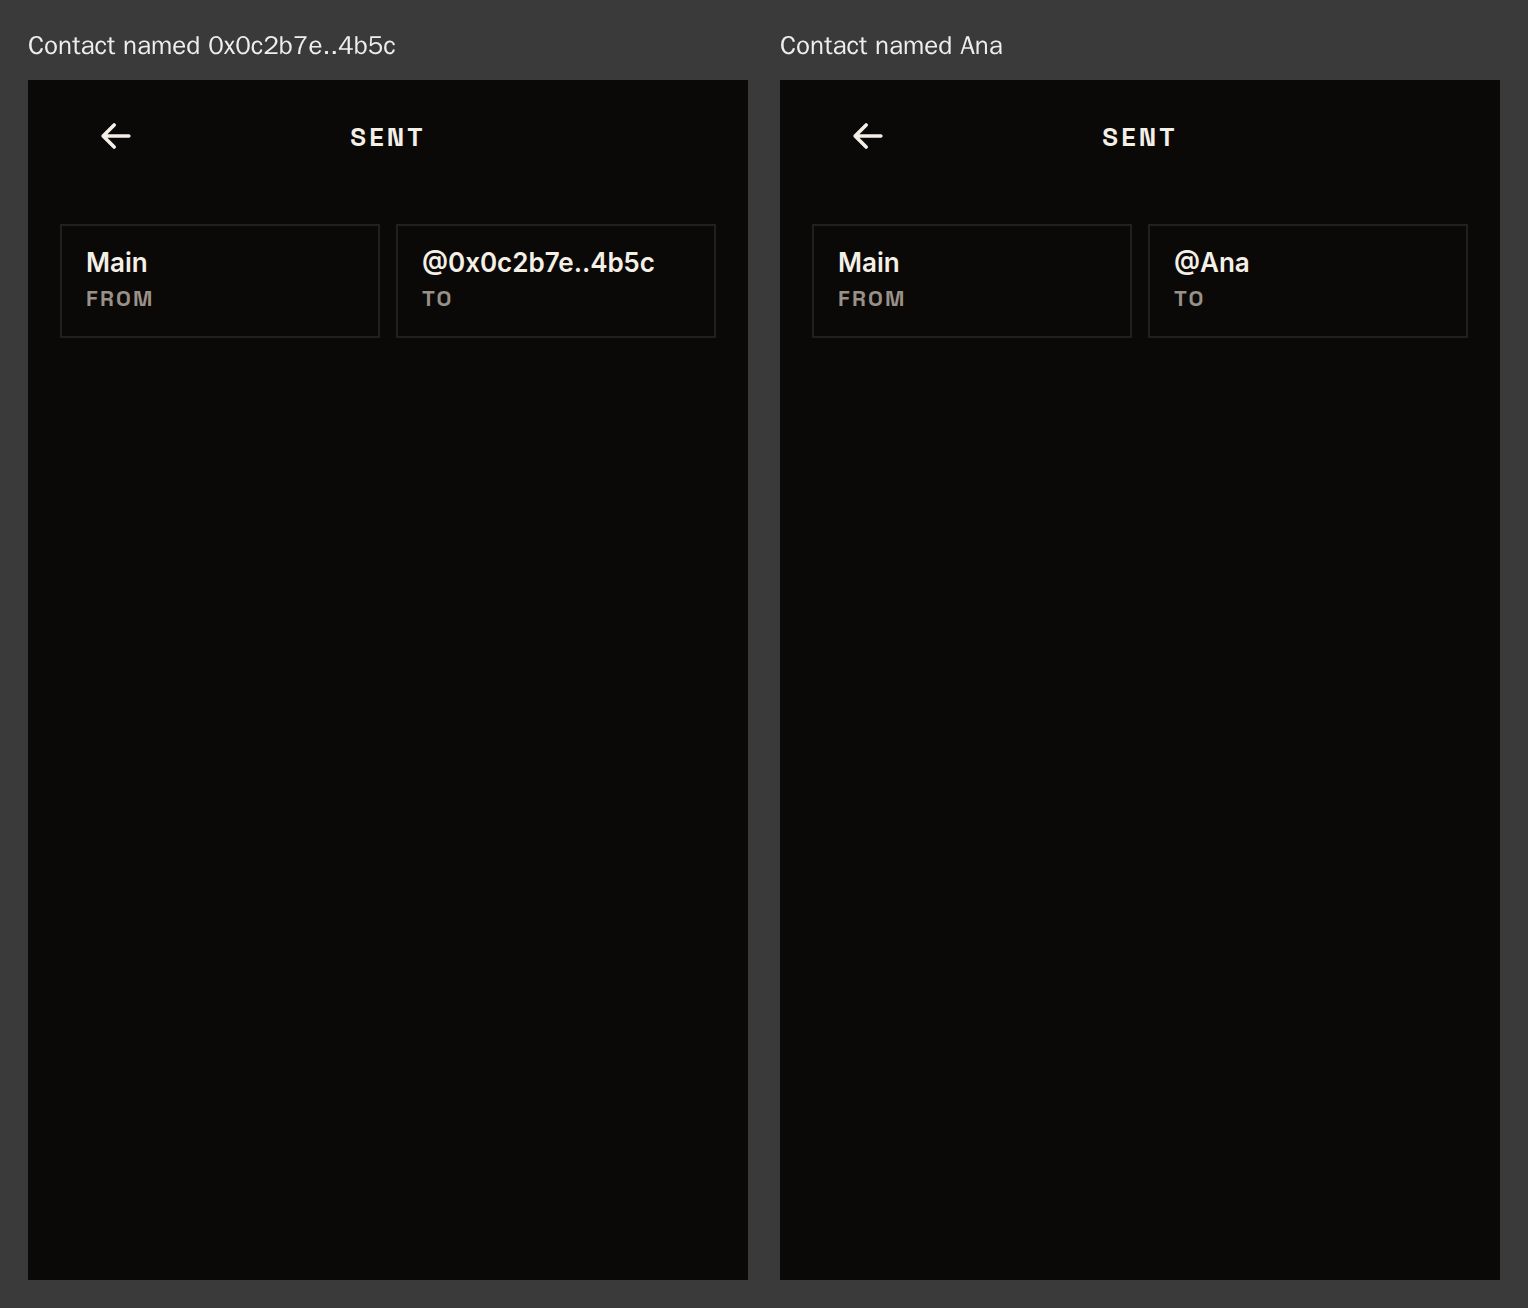 Contact named 0x0c2b7e..4b5c
SENT
Main
FROM
@0x0c2b7e..4b5c
TO
Contact named Ana
SENT
Main
FROM
@Ana
TO